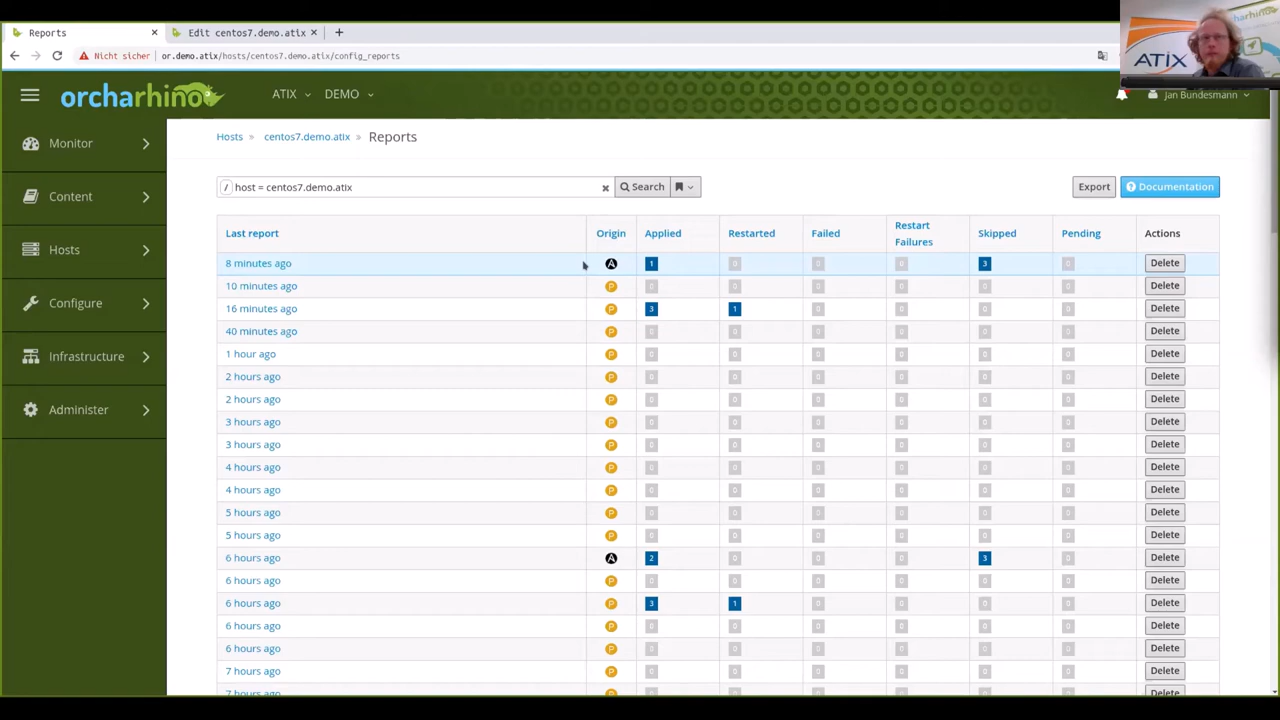 Reports
Edit centos7.demo.atix
Nicht sicher
or.demo.atix/hosts/centos7.demo.atix/config_reports
orcharhino
ATIX
ATIX
DEMO
Jan Bundesmann
Monitor
Content
Hosts
Configure
Infrastructure
Administer
Hosts » centos7.demo.atix » Reports
/ host = centos7.demo.atix
Search
Export
Documentation
Last report Origin Applied Restarted Failed Restart Failures Skipped Pending Actions
8 minutes ago A 1 0 0 0 3 0 Delete
10 minutes ago P 0 0 0 0 0 0 Delete
16 minutes ago P 3 1 0 0 0 0 Delete
40 minutes ago P 0 0 0 0 0 0 Delete
1 hour ago P 0 0 0 0 0 0 Delete
2 hours ago P 0 0 0 0 0 0 Delete
2 hours ago P 0 0 0 0 0 0 Delete
3 hours ago P 0 0 0 0 0 0 Delete
3 hours ago P 0 0 0 0 0 0 Delete
4 hours ago P 0 0 0 0 0 0 Delete
4 hours ago P 0 0 0 0 0 0 Delete
5 hours ago P 0 0 0 0 0 0 Delete
5 hours ago P 0 0 0 0 0 0 Delete
6 hours ago A 2 0 0 0 3 0 Delete
6 hours ago P 0 0 0 0 0 0 Delete
6 hours ago P 3 1 0 0 0 0 Delete
6 hours ago P 0 0 0 0 0 0 Delete
6 hours ago P 0 0 0 0 0 0 Delete
7 hours ago P 0 0 0 0 0 0 Delete
7 hours ago P 0 0 0 0 0 0 Delete